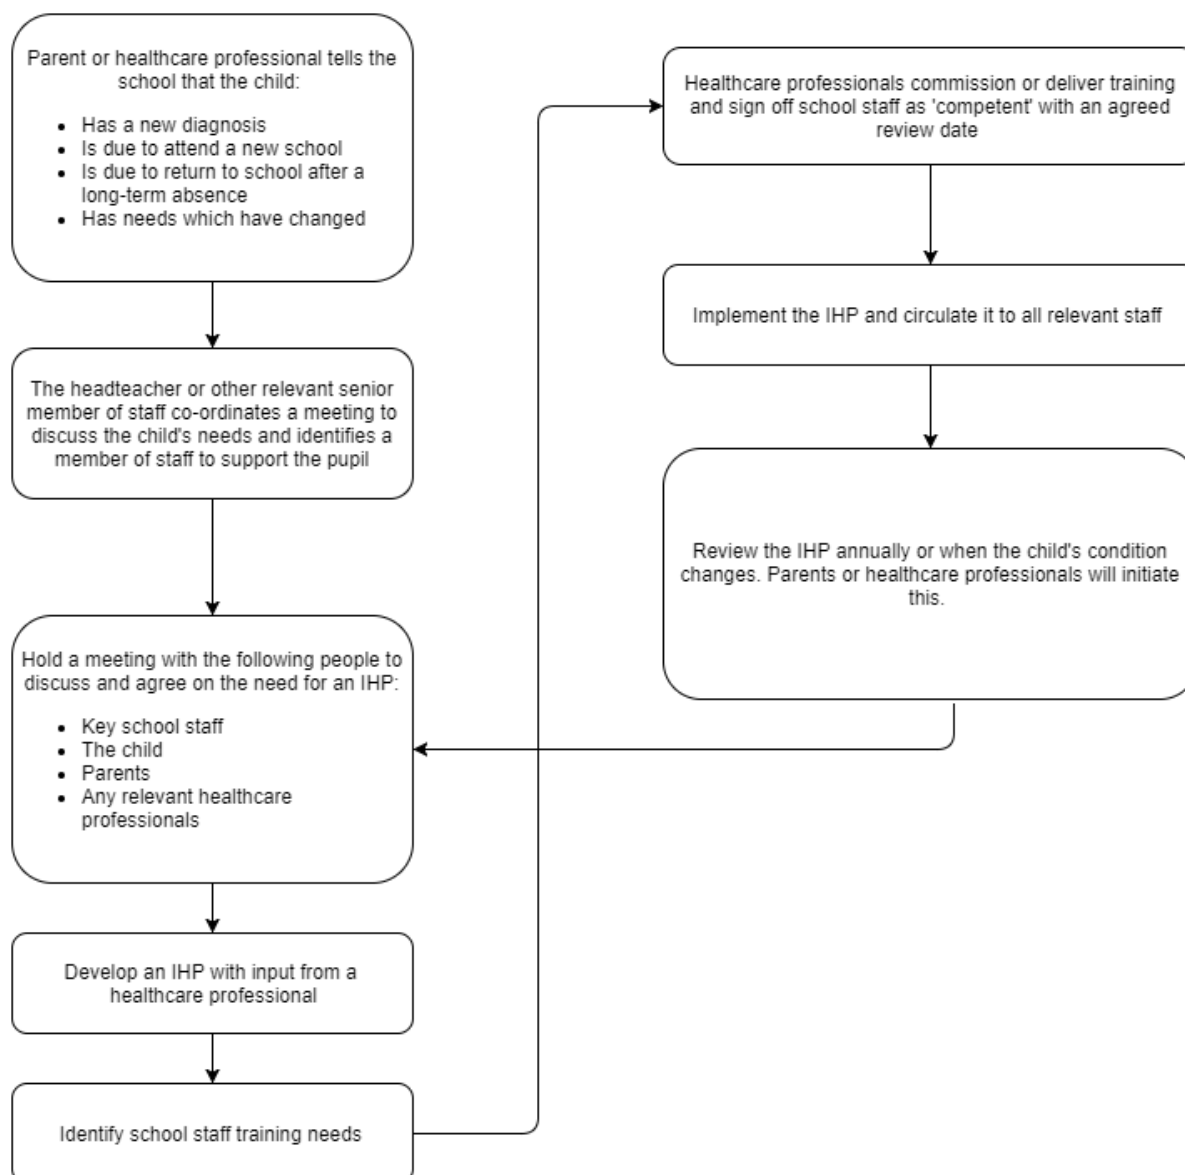 Parent or healthcare professional tells the
school that the child:
• Has a new diagnosis
• Is due to attend a new school
• Is due to return to school after a
long-term absence
• Has needs which have changed
The headteacher or other relevant senior
member of staff co-ordinates a meeting to
discuss the child's needs and identifies a
member of staff to support the pupil
Hold a meeting with the following people to
discuss and agree on the need for an IHP:
• Key school staff
• The child
• Parents
• Any relevant healthcare
professionals
Develop an IHP with input from a
healthcare professional
Identify school staff training needs
Healthcare professionals commission or deliver training
and sign off school staff as 'competent' with an agreed
review date
Implement the IHP and circulate it to all relevant staff
Review the IHP annually or when the child's condition
changes. Parents or healthcare professionals will initiate
this.